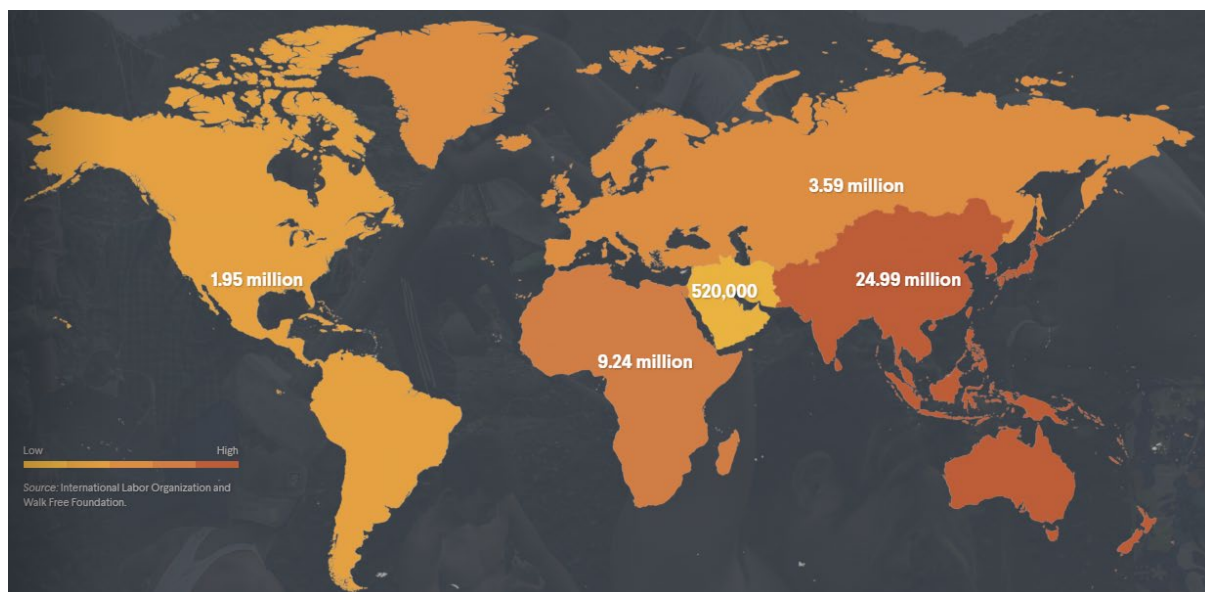 3.59 million
1.95 million
520,000
24.99 million
9.24 million
Low High
Source: International Labor Organization and
Walk Free Foundation.